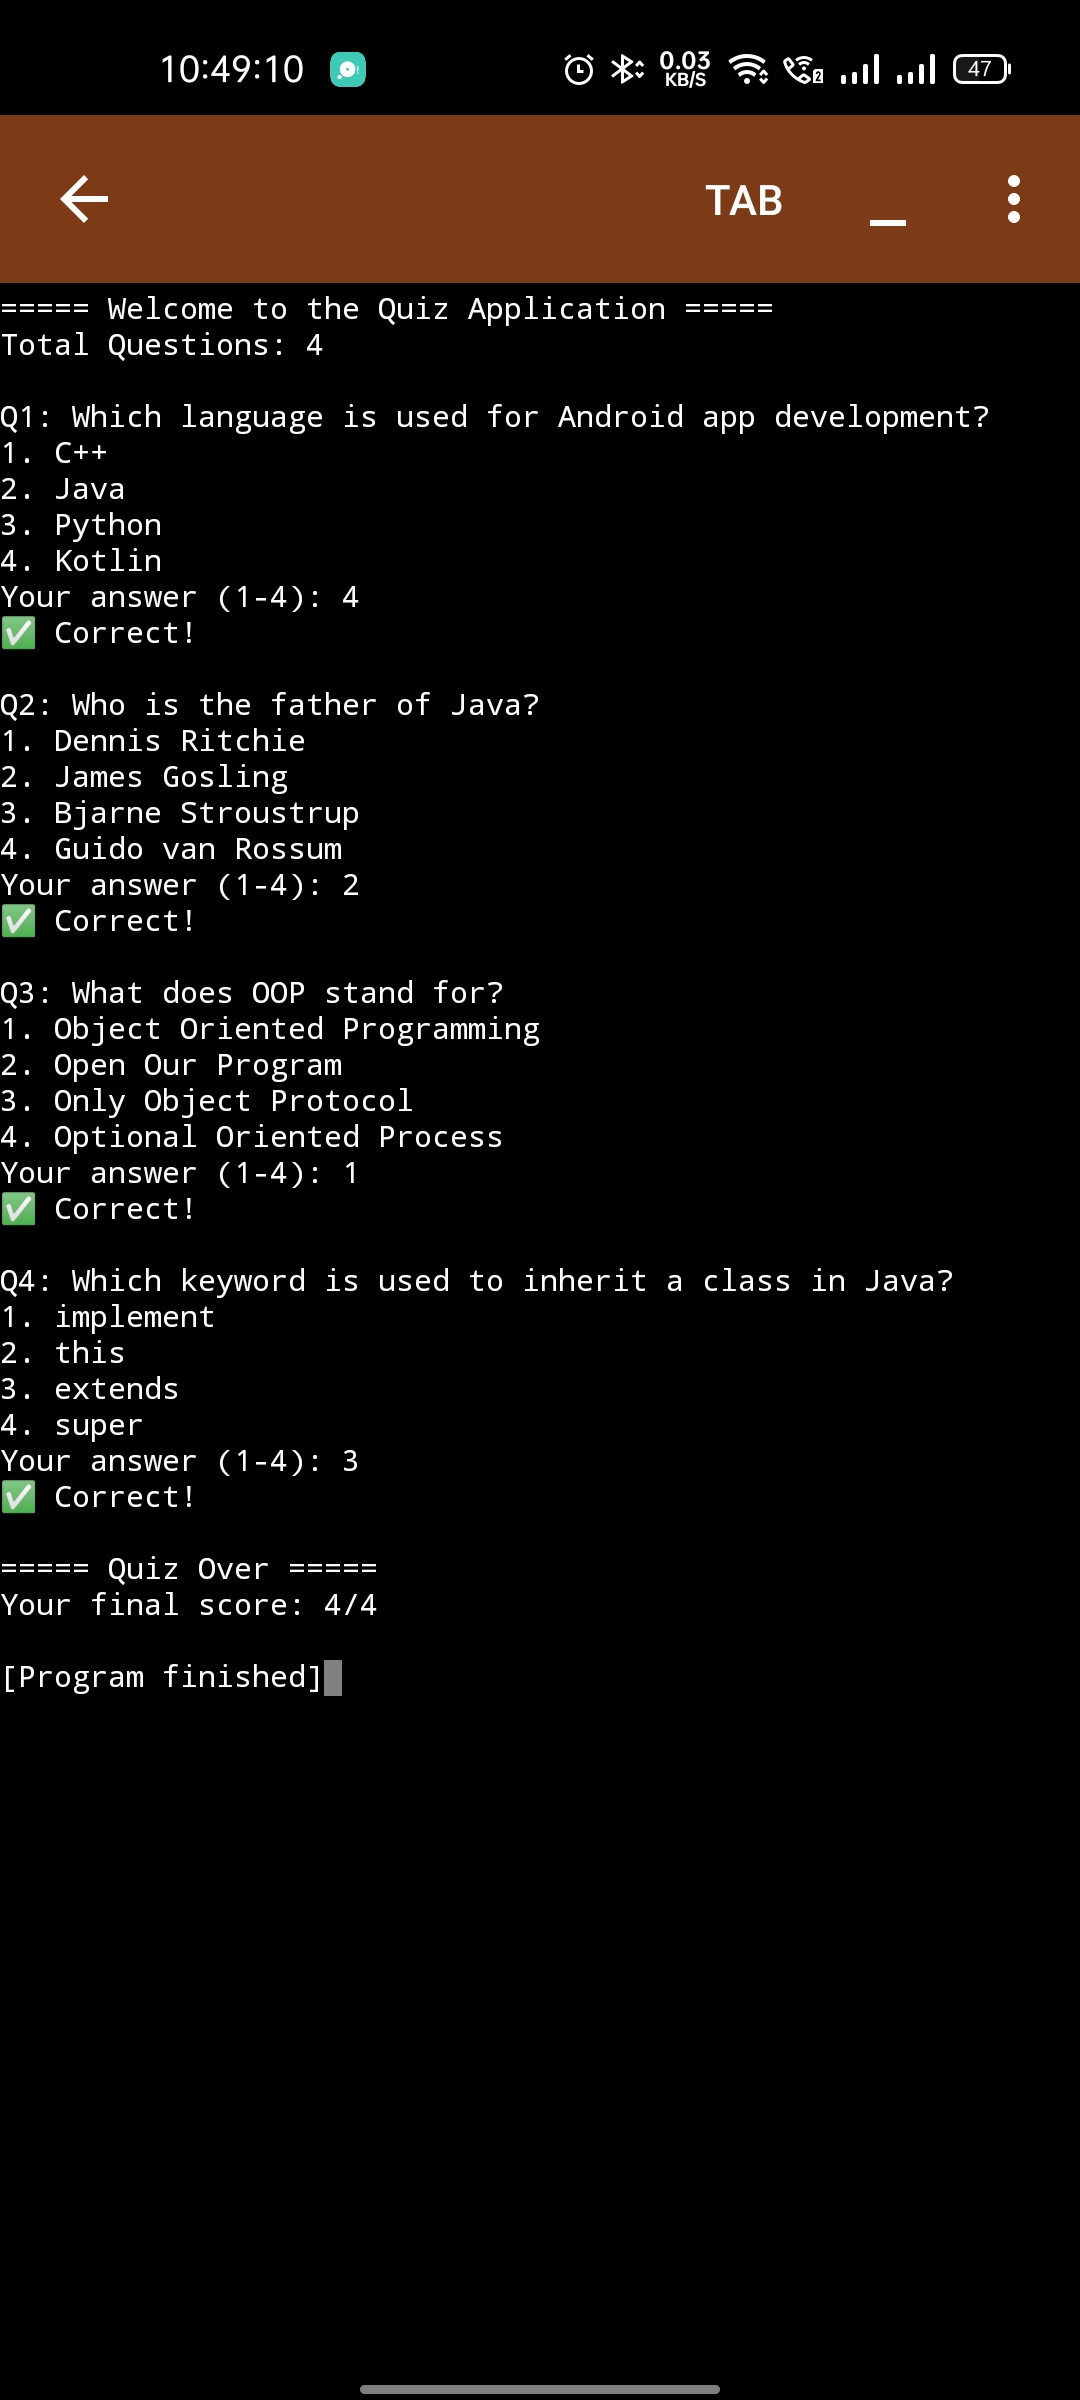 10:49:10 0.03 KB/S 2 47
TAB _
===== Welcome to the Quiz Application =====
Total Questions: 4
Q1: Which language is used for Android app development?
1. C++
2. Java
3. Python
4. Kotlin
Your answer (1-4): 4
✅ Correct!
Q2: Who is the father of Java?
1. Dennis Ritchie
2. James Gosling
3. Bjarne Stroustrup
4. Guido van Rossum
Your answer (1-4): 2
✅ Correct!
Q3: What does OOP stand for?
1. Object Oriented Programming
2. Open Our Program
3. Only Object Protocol
4. Optional Oriented Process
Your answer (1-4): 1
✅ Correct!
Q4: Which keyword is used to inherit a class in Java?
1. implement
2. this
3. extends
4. super
Your answer (1-4): 3
✅ Correct!
===== Quiz Over =====
Your final score: 4/4
[Program finished]